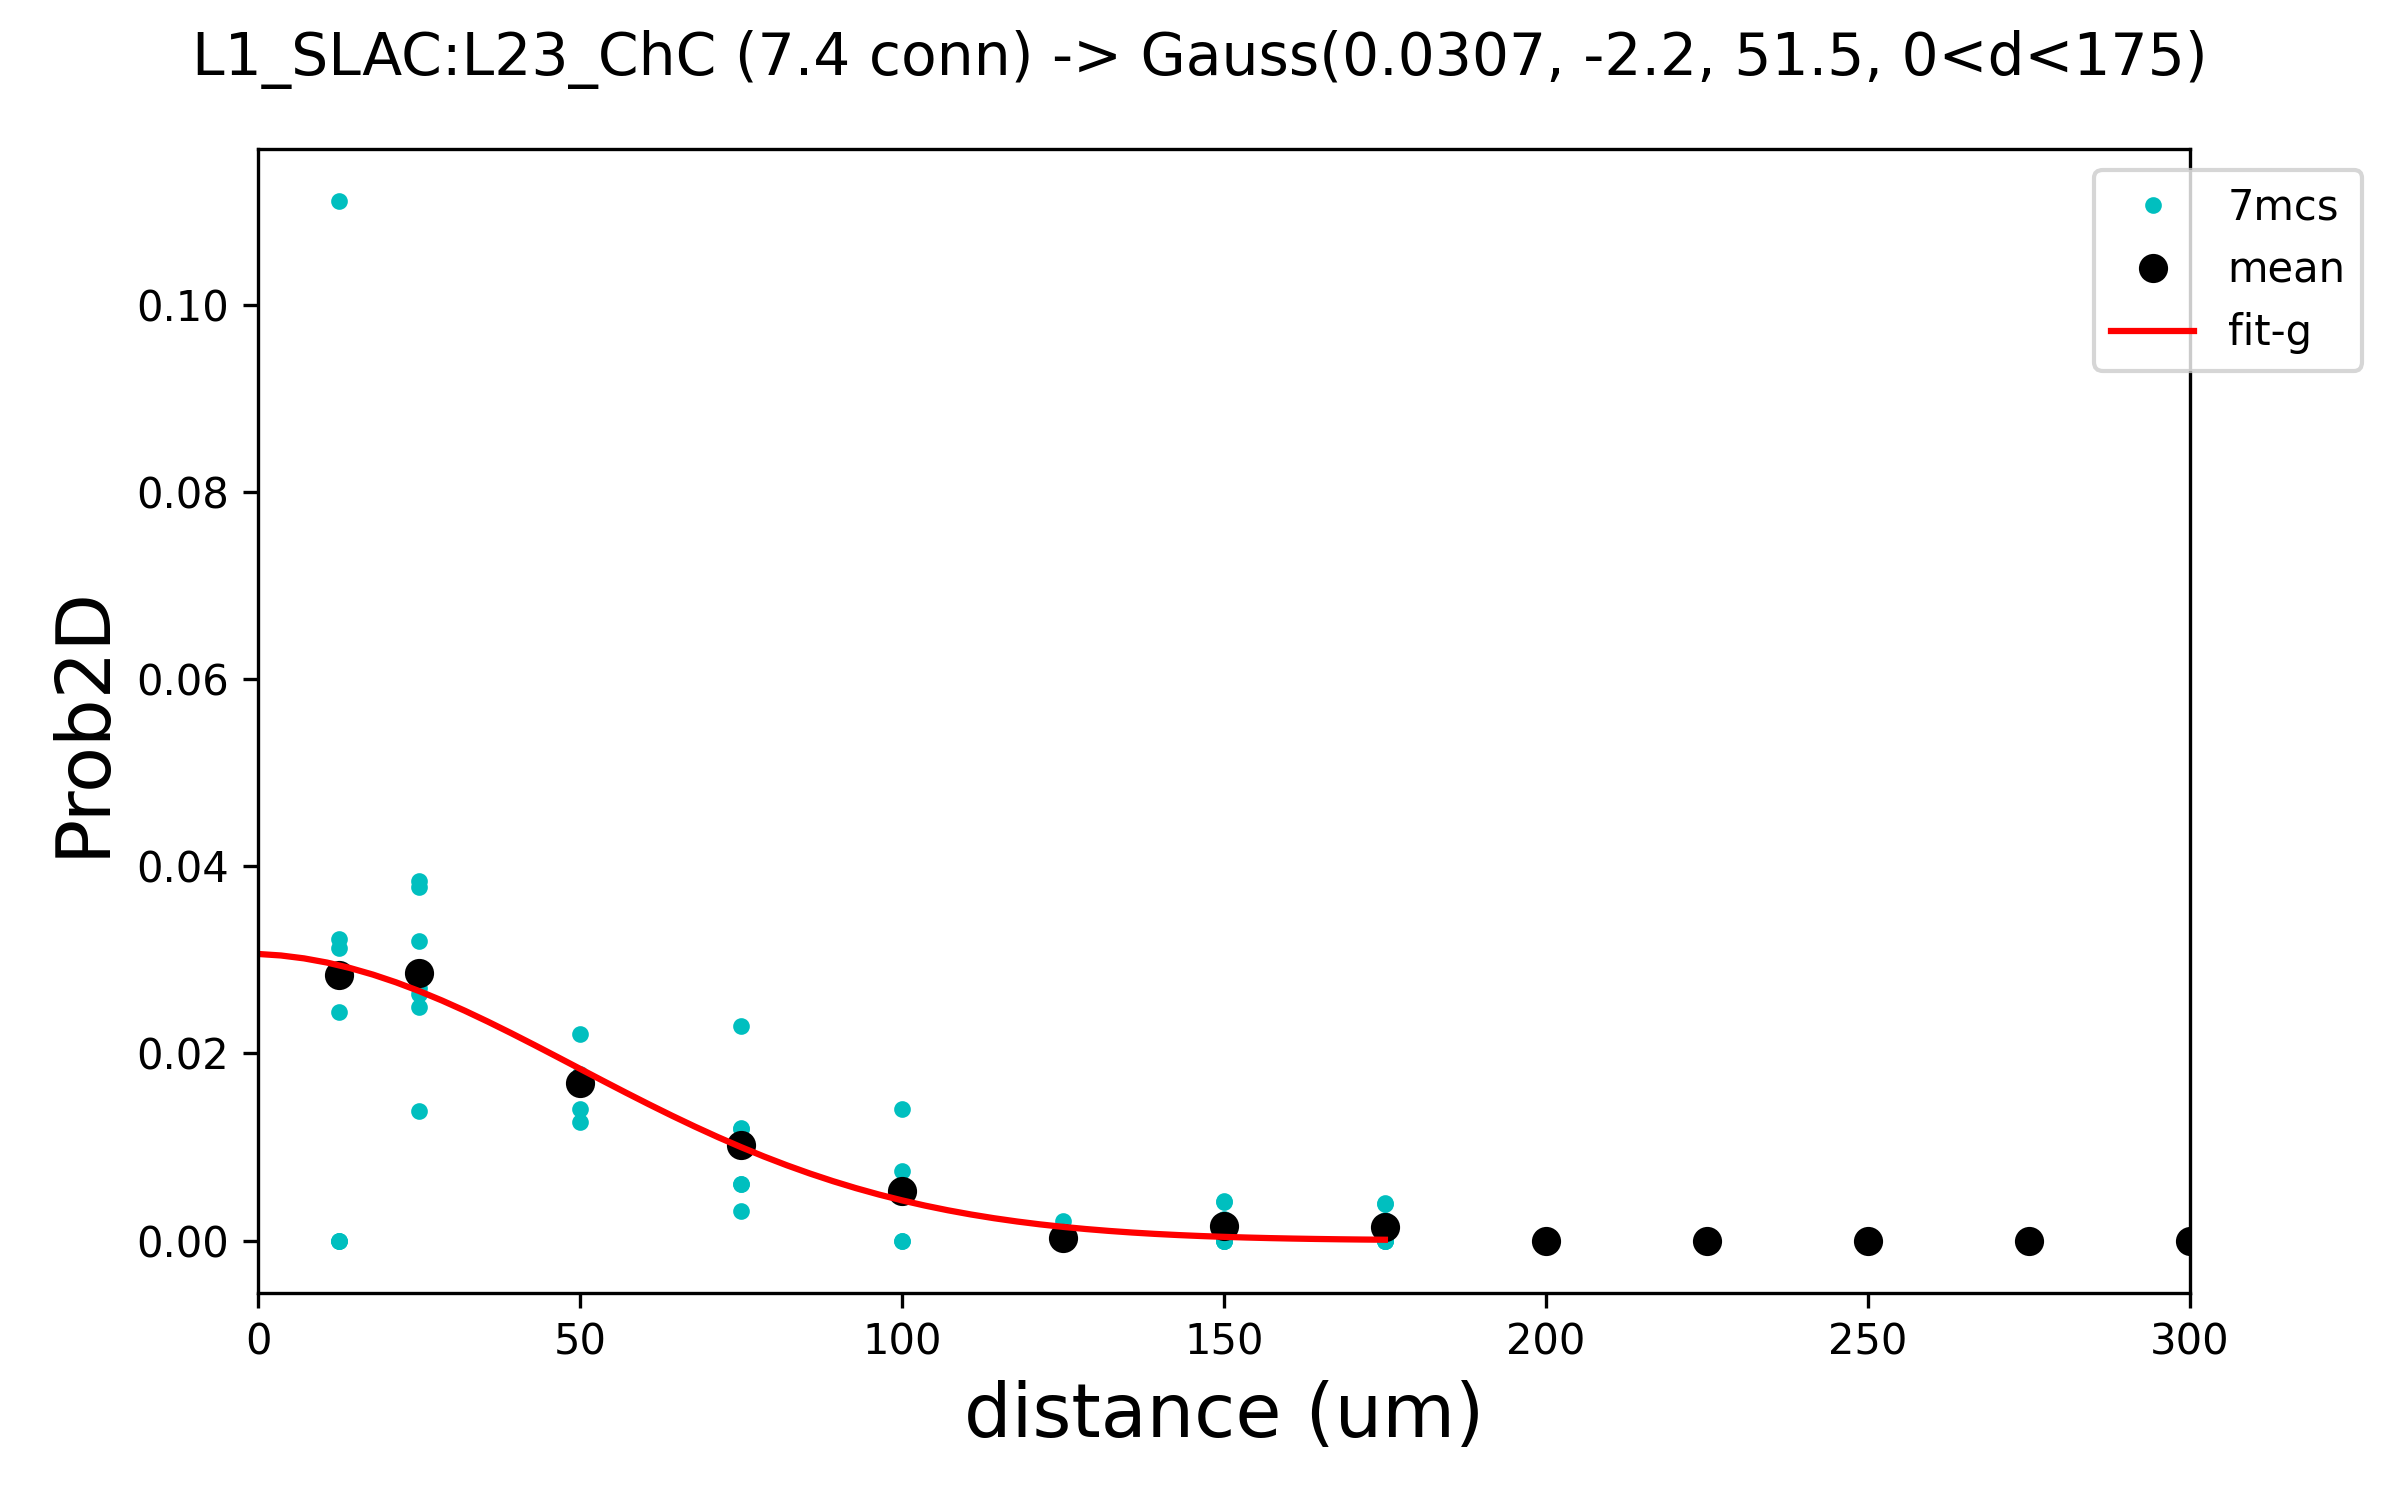 L1_SLAC:L23_ChC (7.4 conn) -> Gauss(0.0307, -2.2, 51.5, 0<d<175)
7mcs
mean
fit-g
0.10
0.08
0.06
0.04
0.02
0.00
Prob2D
0 50 100 150 200 250 300
distance (um)